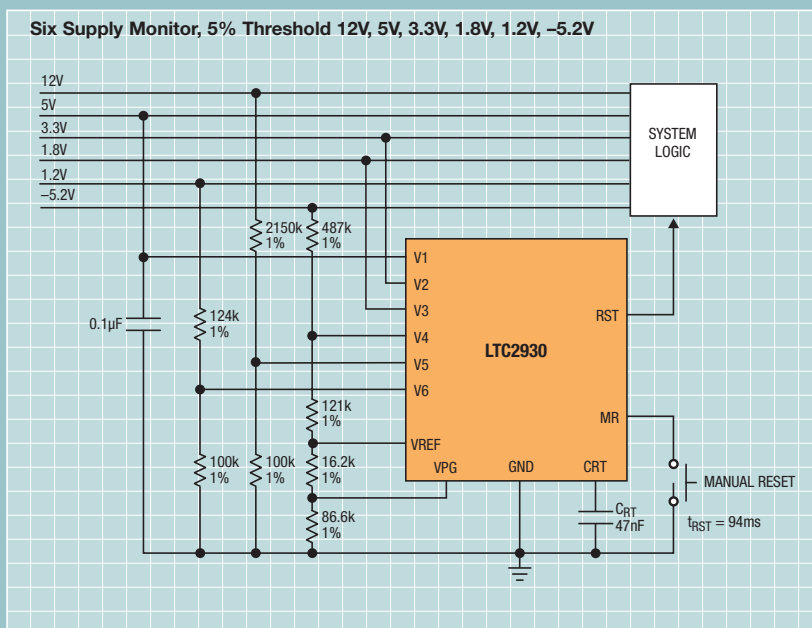 Six Supply Monitor, 5% Threshold 12V, 5V, 3.3V, 1.8V, 1.2V, –5.2V
12V
5V
3.3V
1.8V
1.2V
–5.2V
SYSTEM
LOGIC
2150k
1%
487k
1%
V1
V2
V3
V4
V5
V6
VREF
VPG
GND
CRT
RST
MR
LTC2930
0.1µF
124k
1%
121k
1%
100k
1%
100k
1%
16.2k
1%
86.6k
1%
CRT
47nF
MANUAL RESET
tRST = 94ms